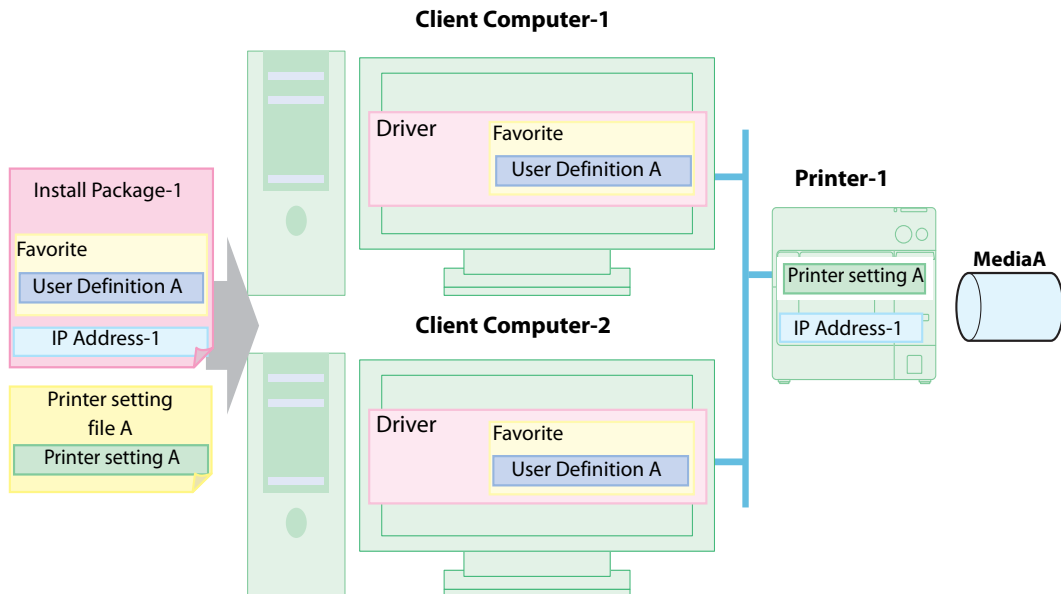 Client Computer-1
Driver
Favorite
User Definition A
Install Package-1
Favorite
User Definition A
IP Address-1
Printer setting
file A
Printer setting A
Printer-1
Printer setting A
IP Address-1
MediaA
Client Computer-2
Driver
Favorite
User Definition A